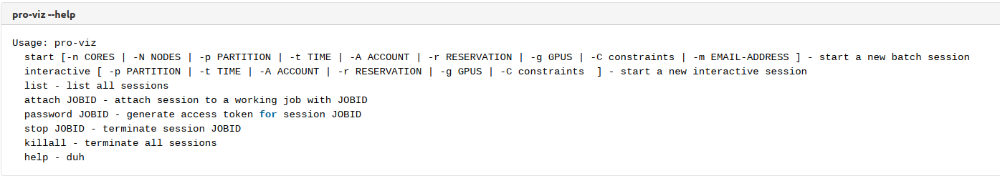 pro-viz --help
Usage: pro-viz
start [-n CORES | -N NODES | -p PARTITION | -t TIME | -A ACCOUNT | -r RESERVATION | -g GPUS | -C constraints | -m EMAIL-ADDRESS ] - start a new batch session
interactive [ -p PARTITION | -t TIME | -A ACCOUNT | -r RESERVATION | -g GPUS | -C constraints  ] - start a new interactive session
list - list all sessions
attach JOBID - attach session to a working job with JOBID
password JOBID - generate access token for session JOBID
stop JOBID - terminate session JOBID
killall - terminate all sessions
help - duh